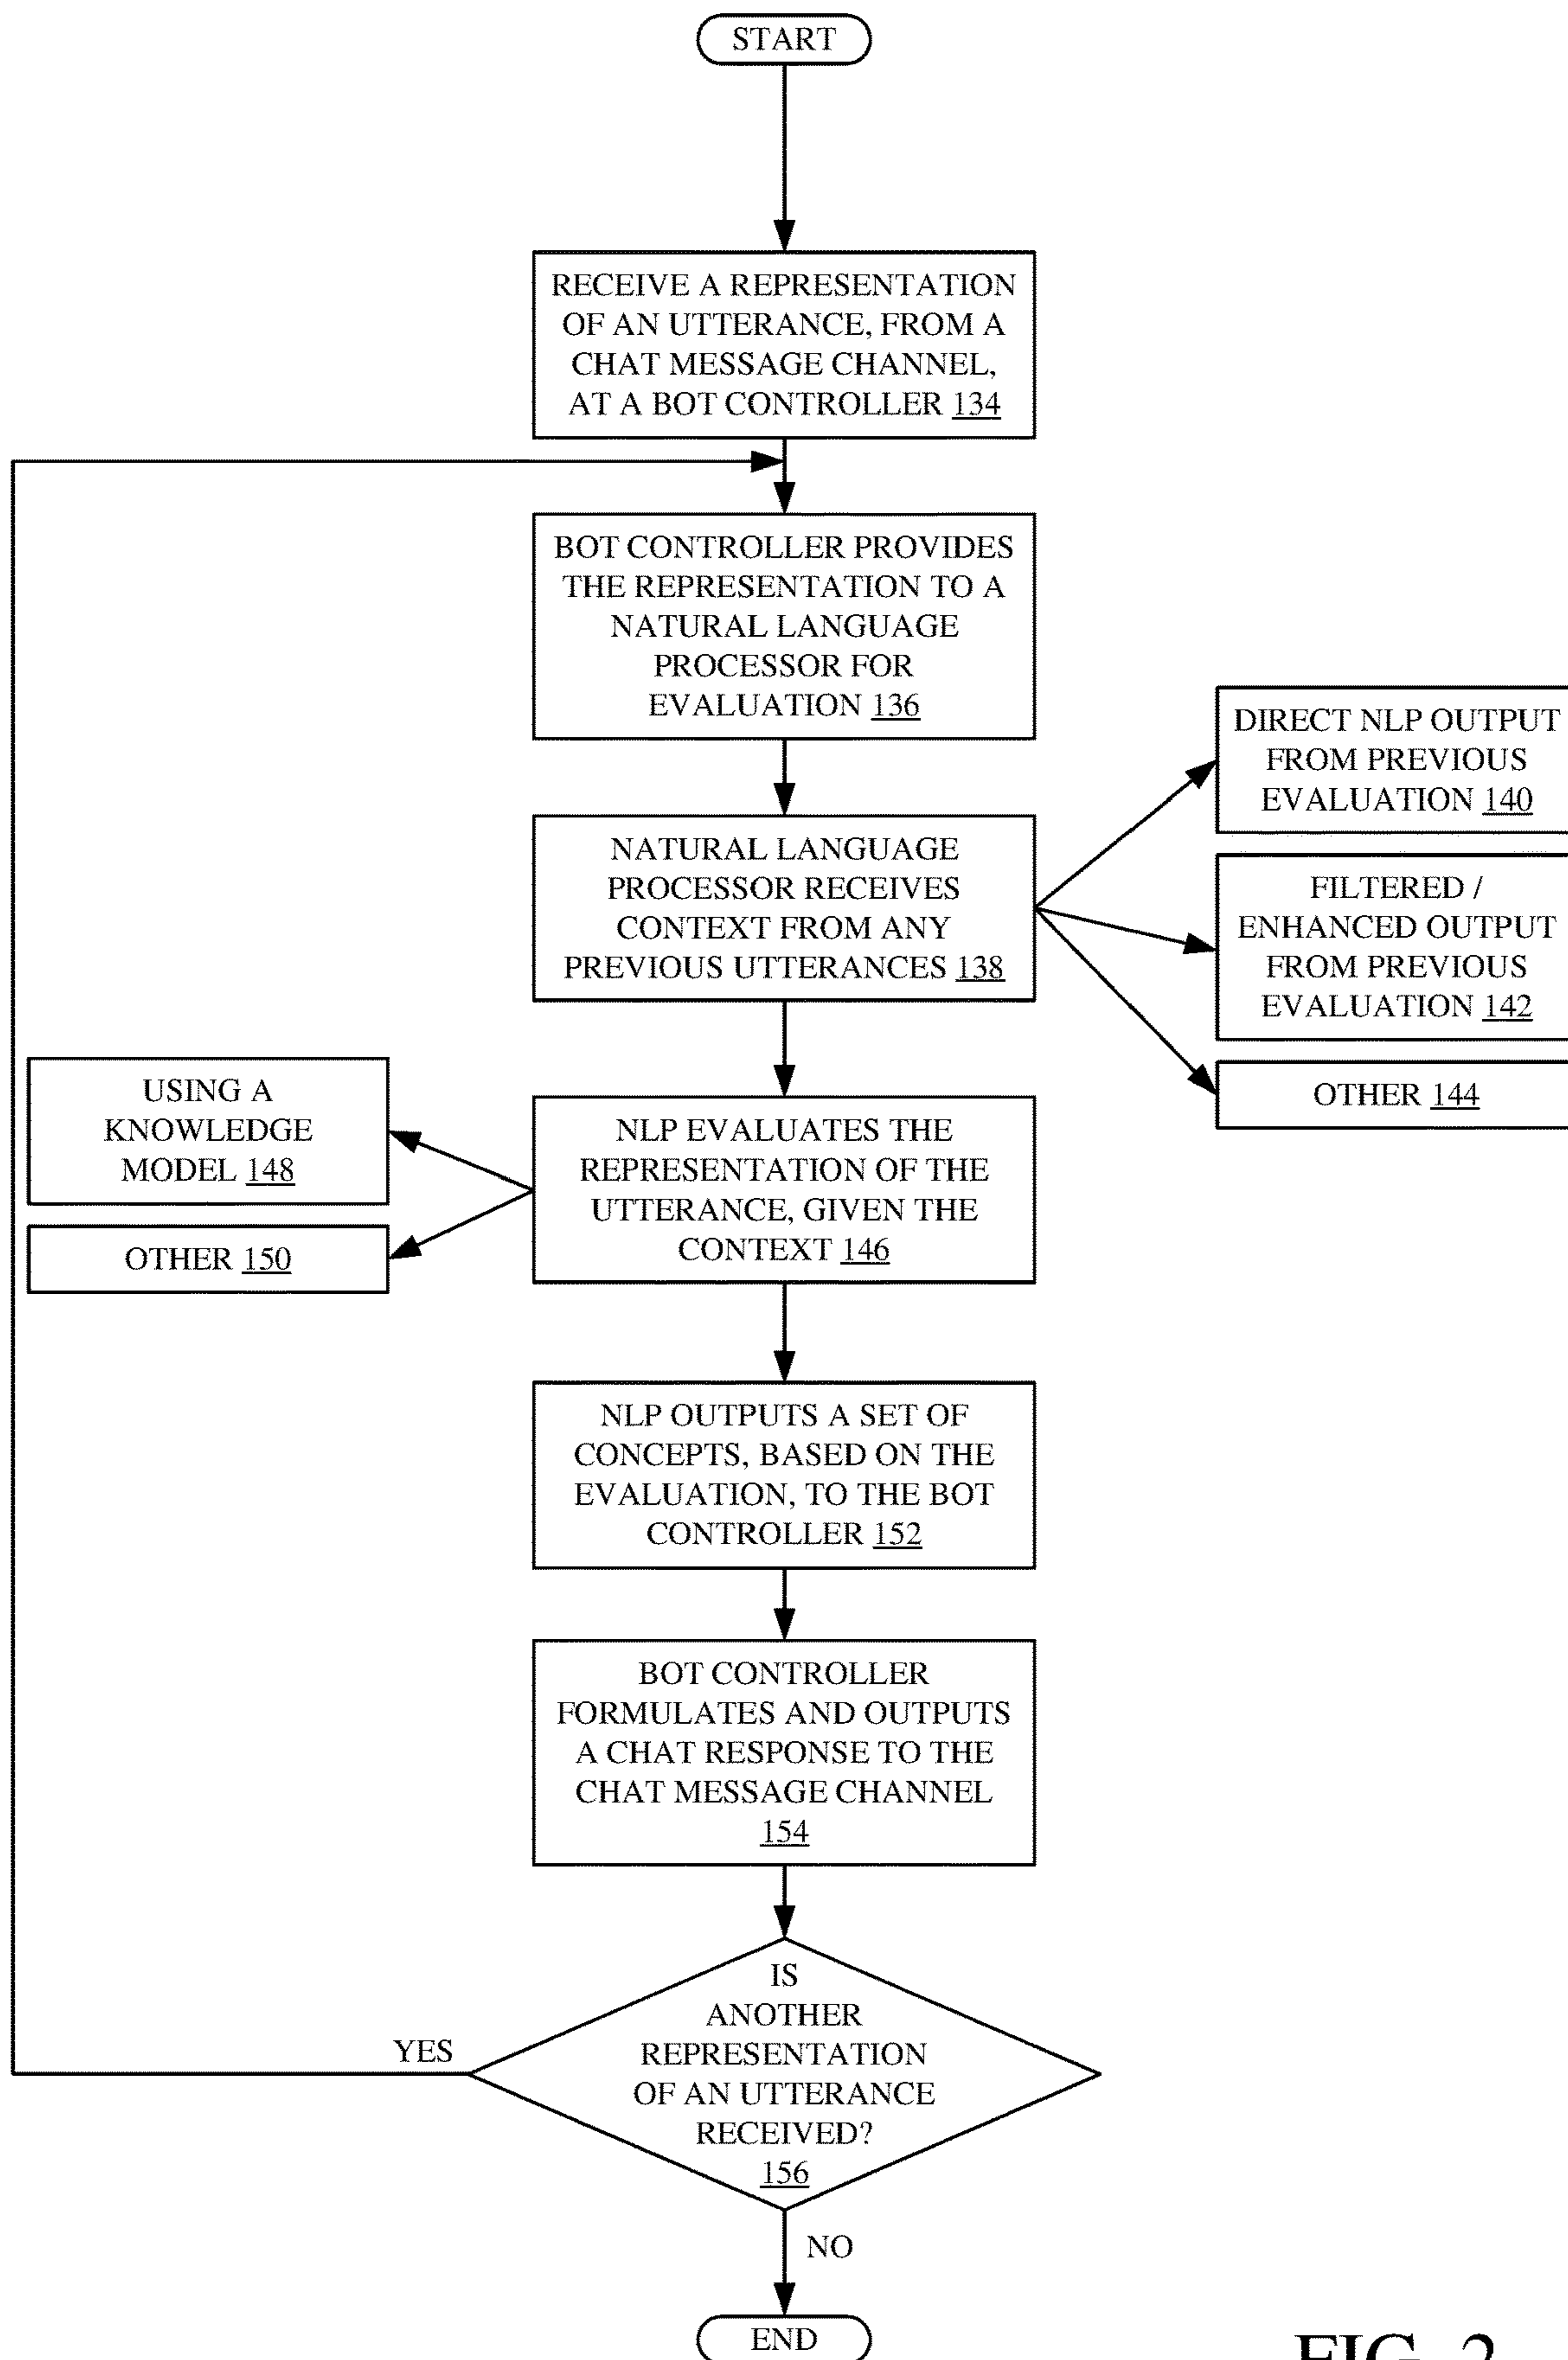 START
RECEIVE A REPRESENTATION
OF AN UTTERANCE, FROM A
CHAT MESSAGE CHANNEL,
AT A BOT CONTROLLER 134
BOT CONTROLLER PROVIDES
THE REPRESENTATION TO A
NATURAL LANGUAGE
PROCESSOR FOR
EVALUATION 136
NATURAL LANGUAGE
PROCESSOR RECEIVES
CONTEXT FROM ANY
PREVIOUS UTTERANCES 138
DIRECT NLP OUTPUT
FROM PREVIOUS
EVALUATION 140
FILTERED /
ENHANCED OUTPUT
FROM PREVIOUS
EVALUATION 142
OTHER 144
NLP EVALUATES THE
REPRESENTATION OF THE
UTTERANCE, GIVEN THE
CONTEXT 146
USING A
KNOWLEDGE
MODEL 148
OTHER 150
NLP OUTPUTS A SET OF
CONCEPTS, BASED ON THE
EVALUATION, TO THE BOT
CONTROLLER 152
BOT CONTROLLER
FORMULATES AND OUTPUTS
A CHAT RESPONSE TO THE
CHAT MESSAGE CHANNEL
154
IS
ANOTHER
REPRESENTATION
OF AN UTTERANCE
RECEIVED?
156
YES
NO
END
FIG. 2